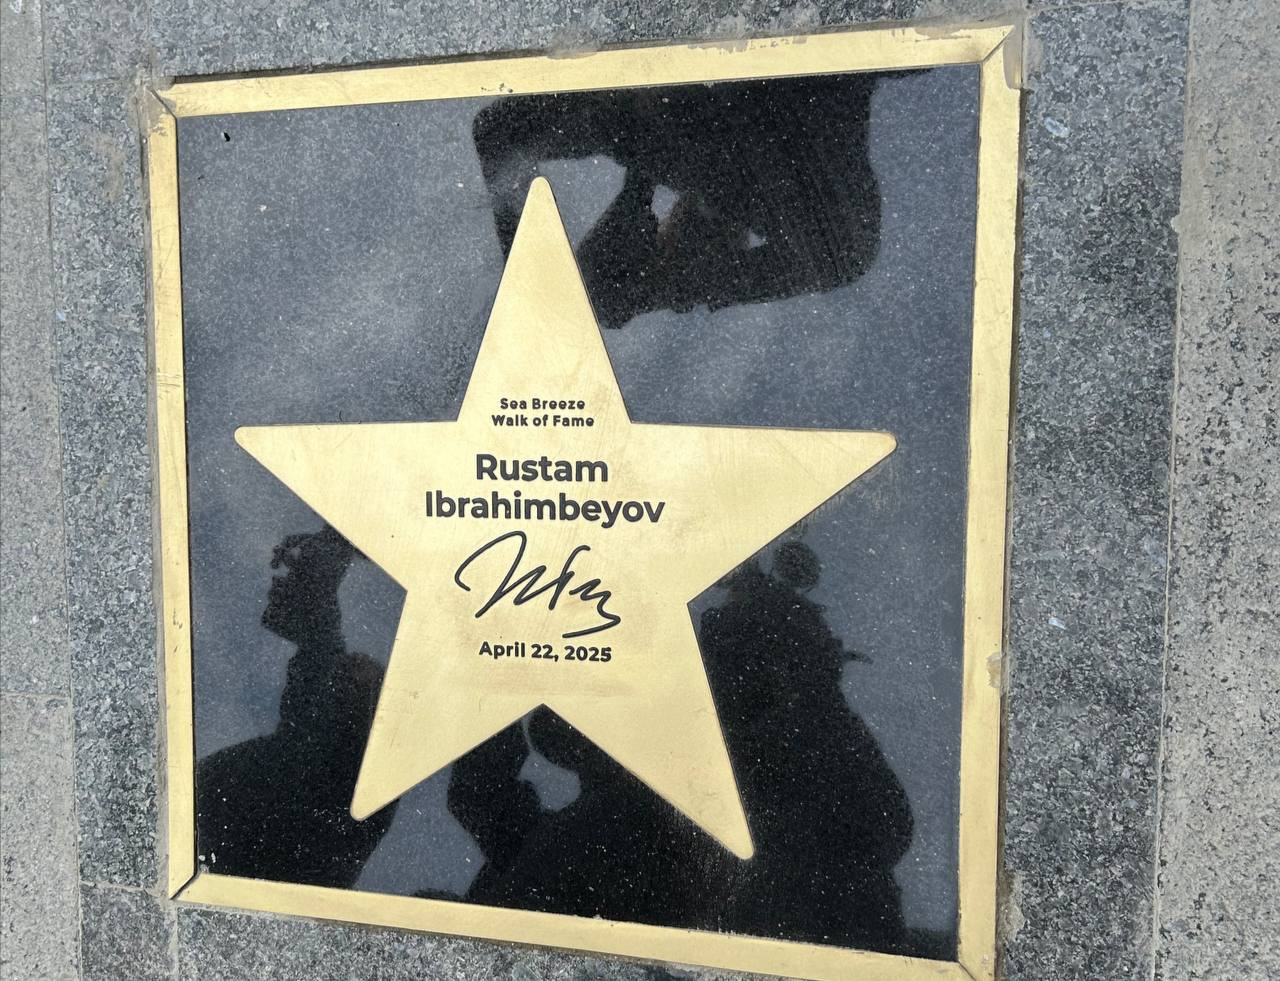 Sea Breeze
Walk of Fame
Rustam
Ibrahimbeyov
April 22, 2025